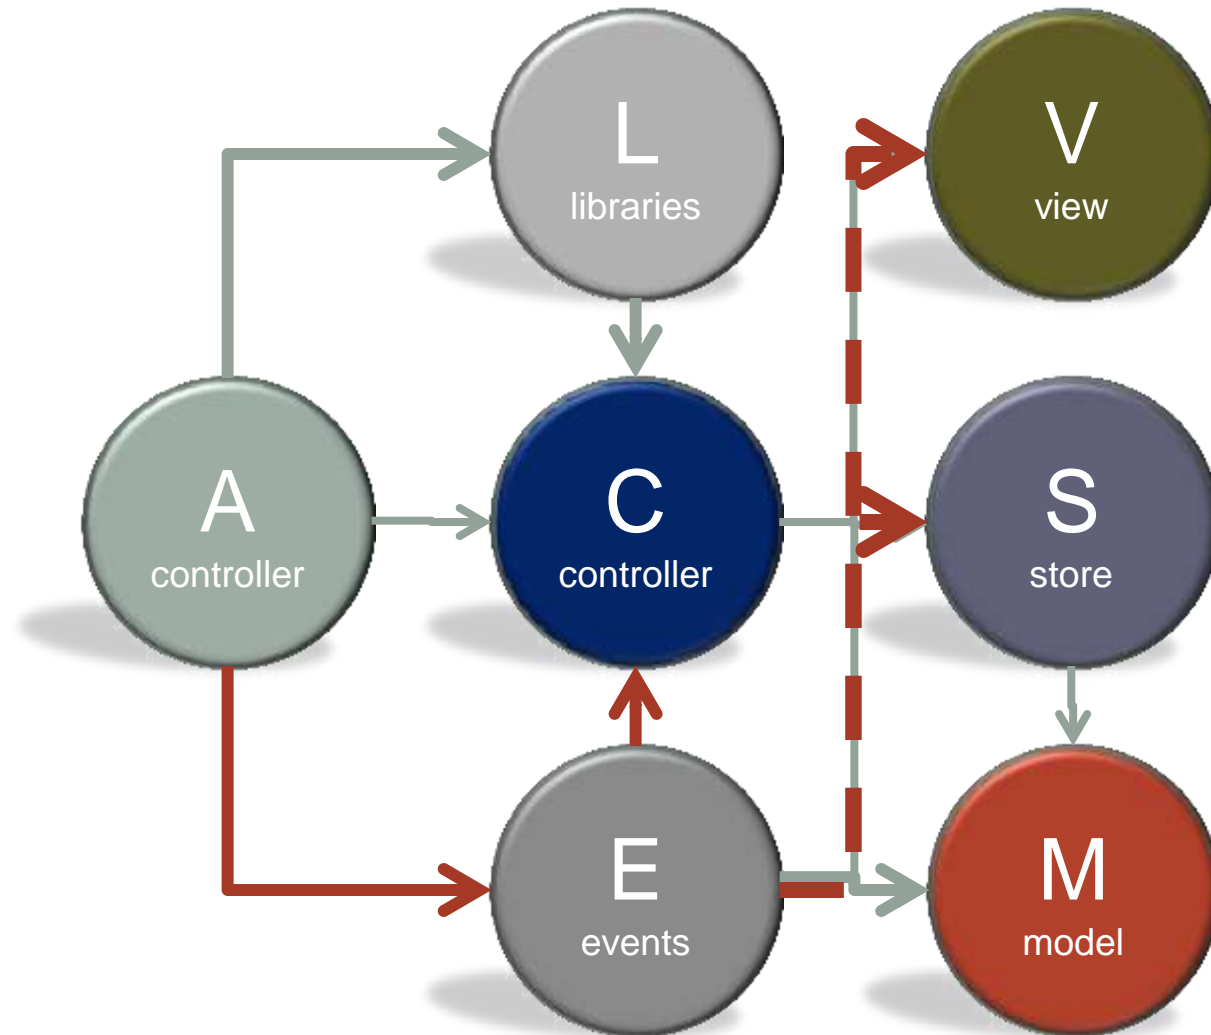 L
libraries
V
view
A
controller
C
controller
S
store
E
events
M
model